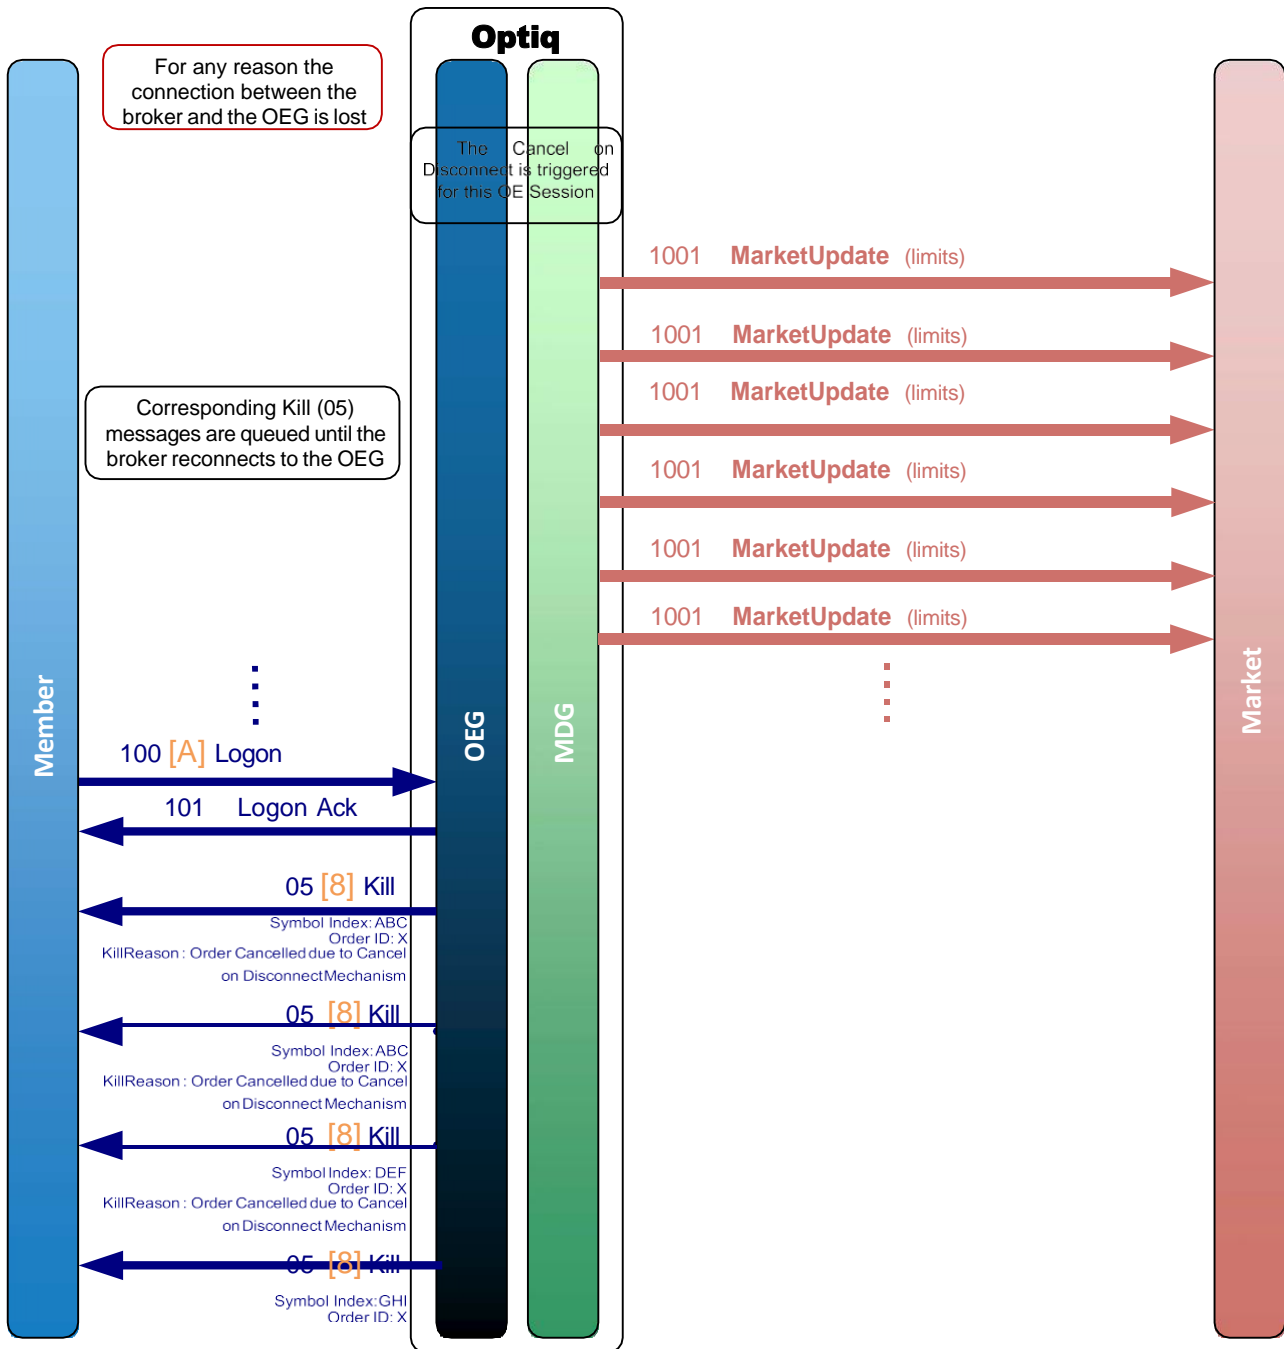 Optiq
For any reason the
connection between the
broker and the OEG is lost
The Cancel on
Disconnect is triggered
for this OE Session
1001 MarketUpdate (limits)
1001 MarketUpdate (limits)
1001 MarketUpdate (limits)
1001 MarketUpdate (limits)
1001 MarketUpdate (limits)
1001 MarketUpdate (limits)
Corresponding Kill (05)
messages are queued until the
broker reconnects to the OEG
Member
OEG
MDG
Market
100 [A] Logon
101 Logon Ack
05 [8] Kill
Symbol Index: ABC
Order ID: X
KillReason : Order Cancelled due to Cancel
on Disconnect Mechanism
05 [8] Kill
Symbol Index: ABC
Order ID: X
KillReason : Order Cancelled due to Cancel
on Disconnect Mechanism
05 [8] Kill
Symbol Index: DEF
Order ID: X
KillReason : Order Cancelled due to Cancel
on Disconnect Mechanism
05 [8] Kill
Symbol Index: GHI
Order ID: X